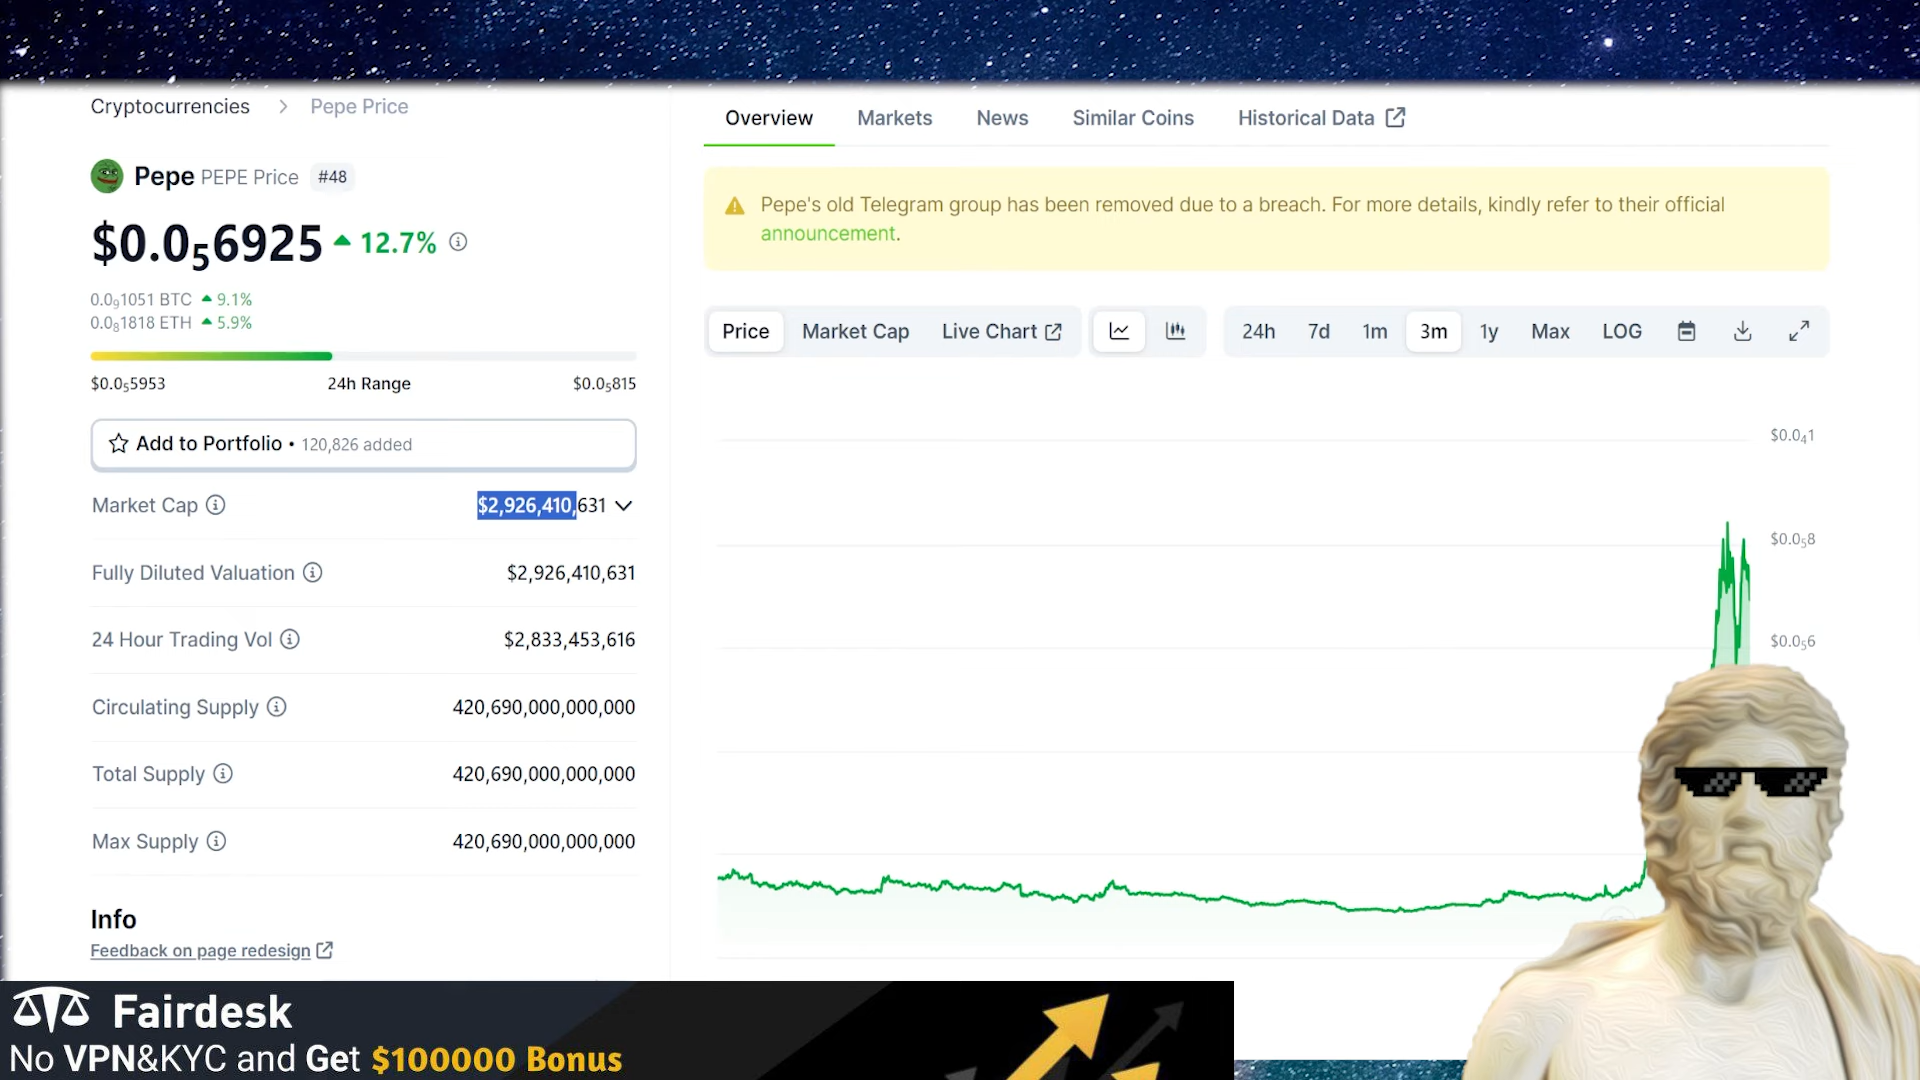 Cryptocurrencies > Pepe Price
Pepe PEPE Price #48
$0.0₅6925 12.7%
0.0₉1051 BTC 9.1%
0.0₈1818 ETH 5.9%
$0.0₅5953 24h Range $0.0₅815
Add to Portfolio • 120,826 added
Market Cap $2,926,410,631
Fully Diluted Valuation $2,926,410,631
24 Hour Trading Vol $2,833,453,616
Circulating Supply 420,690,000,000,000
Total Supply 420,690,000,000,000
Max Supply 420,690,000,000,000
Info
Feedback on page redesign
Overview Markets News Similar Coins Historical Data
Pepe's old Telegram group has been removed due to a breach. For more details, kindly refer to their official
announcement.
Price Market Cap Live Chart 24h 7d 1m 3m 1y Max LOG
$0.0₄1
$0.0₅8
$0.0₅6
Fairdesk
No VPN&KYC and Get $100000 Bonus